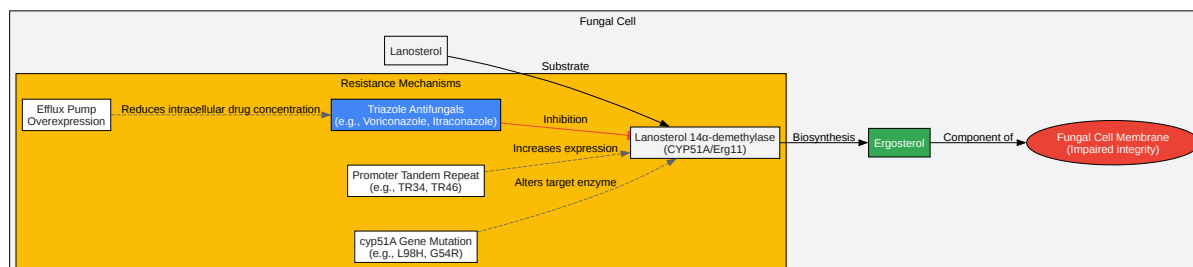 Fungal Cell
Lanosterol
Substrate
Resistance Mechanisms
Efflux Pump
Overexpression
Reduces intracellular drug concentration
Triazole Antifungals
(e.g., Voriconazole, Itraconazole)
Inhibition
Lanosterol 14α-demethylase
(CYP51A/Erg11)
Biosynthesis
Ergosterol
Component of
Fungal Cell Membrane
(Impaired integrity)
Increases expression
Promoter Tandem Repeat
(e.g., TR34, TR46)
Alters target enzyme
cyp51A Gene Mutation
(e.g., L98H, G54R)